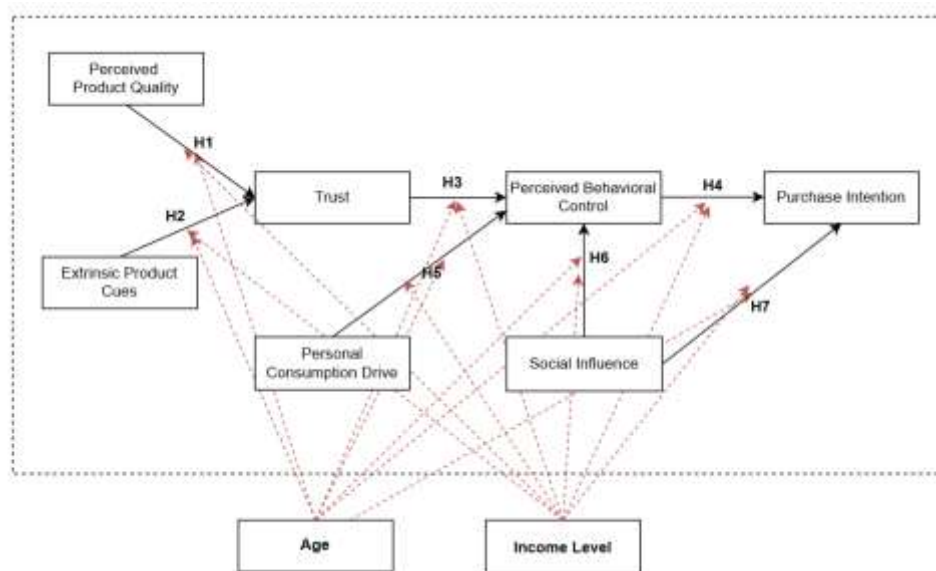 Perceived
Product Quality
H1
Trust
H3
Perceived Behavioral
Control
H4
Purchase Intention
H2
Extrinsic Product
Cues
H5
H6
H7
Personal
Consumption Drive
Social Influence
Age
Income Level